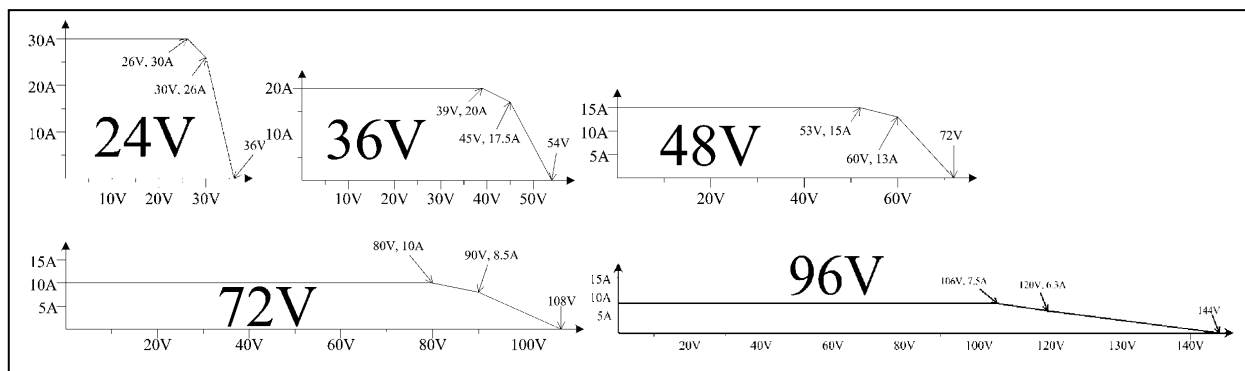 30A
26V, 30A
30V, 26A
20A
10A
24V
36V
10V 20V 30V
20A
39V, 20A
45V, 17.5A
10A
36V
54V
10V 20V 30V 40V 50V
15A
10A
5A
48V
53V, 15A
60V, 13A
72V
20V 40V 60V
15A
10A
5A
72V
80V, 10A
90V, 8.5A
108V
20V 40V 60V 80V 100V
96V
15A
10A
5A
106V, 7.5A
120V, 6.3A
144V
20V 40V 60V 80V 100V 120V 130V 140V